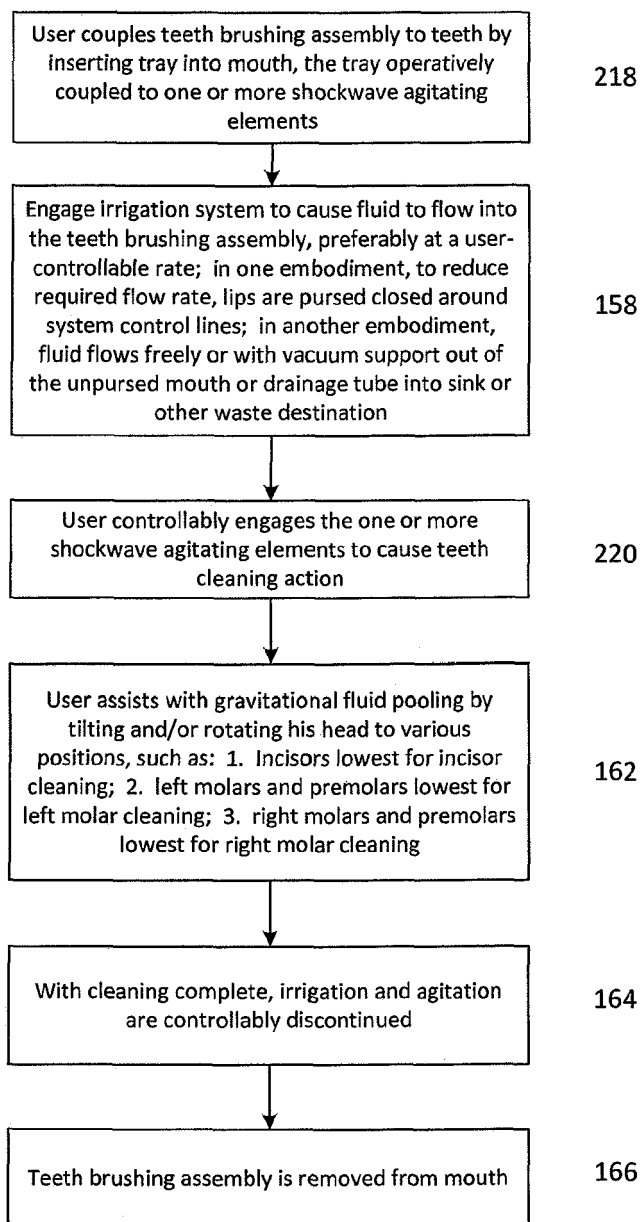 User couples teeth brushing assembly to teeth by
inserting tray into mouth, the tray operatively
coupled to one or more shockwave agitating
elements
218
Engage irrigation system to cause fluid to flow into
the teeth brushing assembly, preferably at a user-
controllable rate; in one embodiment, to reduce
required flow rate, lips are pursed closed around
system control lines; in another embodiment,
fluid flows freely or with vacuum support out of
the unpursed mouth or drainage tube into sink or
other waste destination
158
User controllably engages the one or more
shockwave agitating elements to cause teeth
cleaning action
220
User assists with gravitational fluid pooling by
tilting and/or rotating his head to various
positions, such as: 1. Incisors lowest for incisor
cleaning; 2. left molars and premolars lowest for
left molar cleaning; 3. right molars and premolars
lowest for right molar cleaning
162
With cleaning complete, irrigation and agitation
are controllably discontinued
164
Teeth brushing assembly is removed from mouth
166